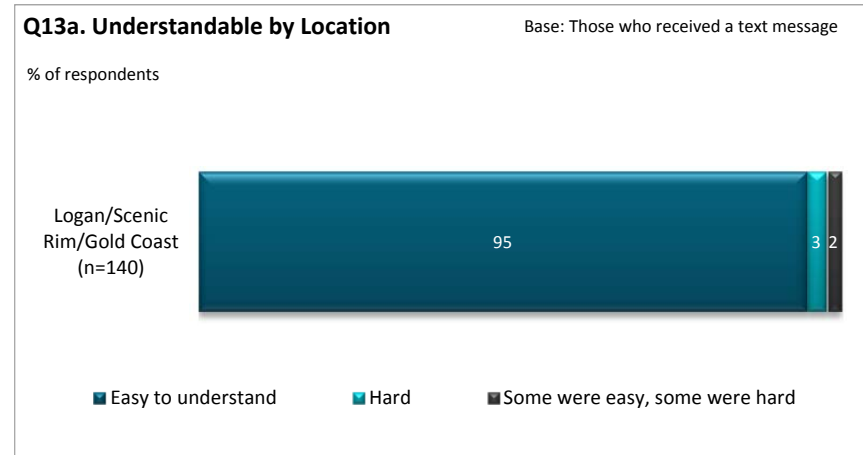 Q13a. Understandable by Location
Base: Those who received a text message
% of respondents
Logan/Scenic
Rim/Gold Coast
(n=140)
95
3
2
Easy to understand
Hard
Some were easy, some were hard